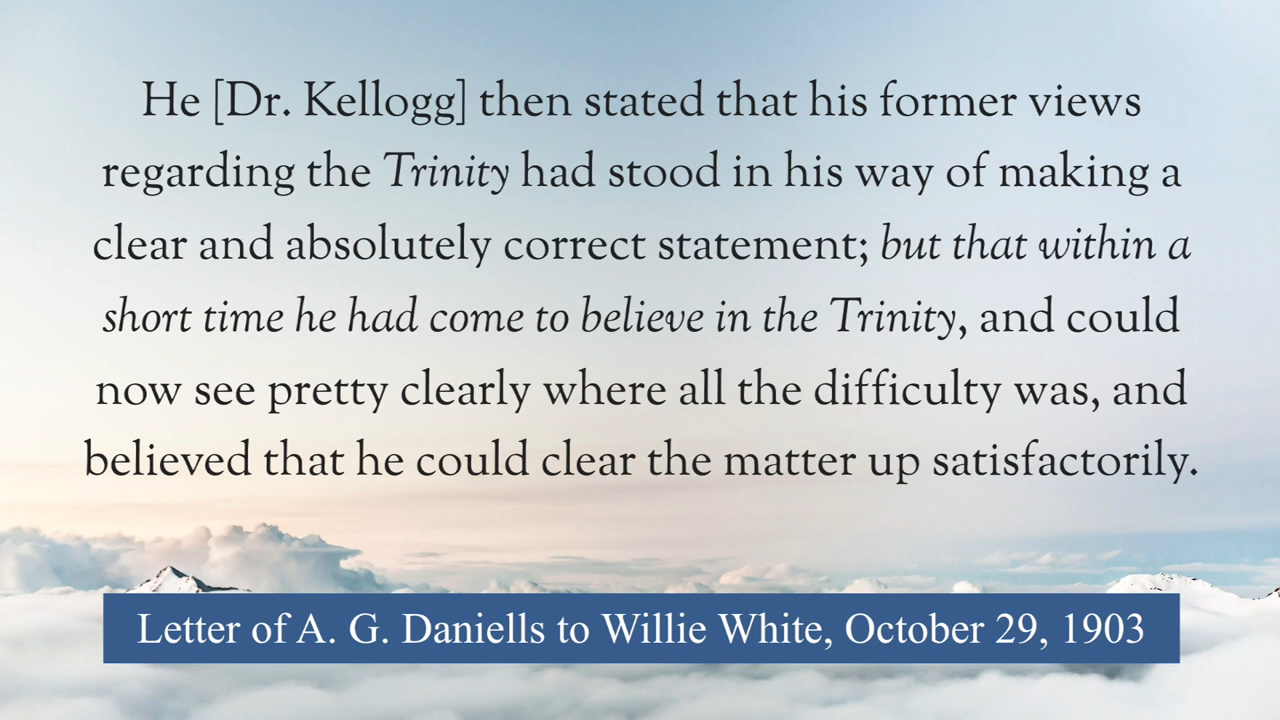 He [Dr. Kellogg] then stated that his former views
regarding the Trinity had stood in his way of making a
clear and absolutely correct statement; but that within a
short time he had come to believe in the Trinity, and could
now see pretty clearly where all the difficulty was, and
believed that he could clear the matter up satisfactorily.
Letter of A. G. Daniells to Willie White, October 29, 1903